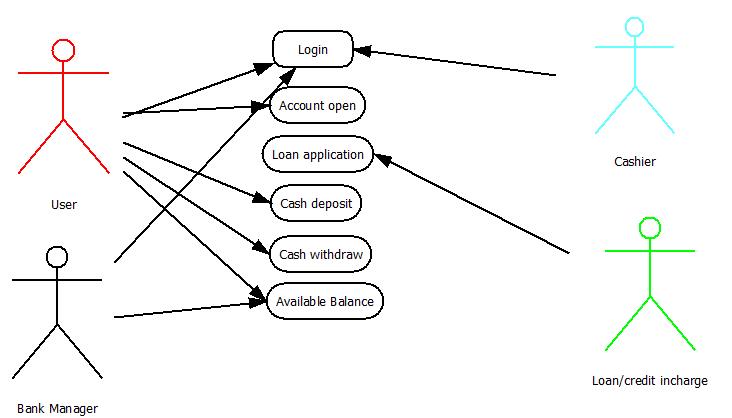 Login
Account open
Loan application
Cashier
User
Cash deposit
Cash withdraw
Available Balance
Loan/credit incharge
Bank Manager